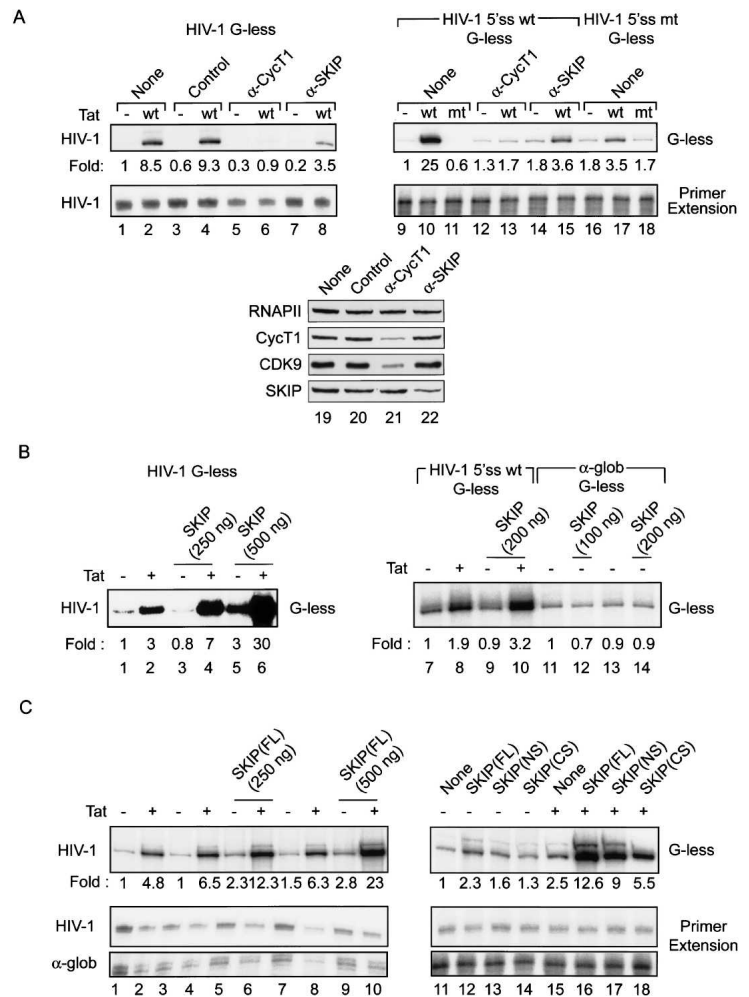 A
HIV-1 G-less
HIV-1 5'ss wt G-less
HIV-1 5'ss mt G-less
None Control α-CycT1 α-SKIP
None α-CycT1 α-SKIP None
Tat - wt - wt - wt - wt
- wt mt - wt - wt - wt mt
HIV-1
G-less
Fold: 1 8.5 0.6 9.3 0.3 0.9 0.2 3.5
1 25 0.6 1.3 1.7 1.8 3.6 1.8 3.5 1.7
HIV-1
Primer Extension
1 2 3 4 5 6 7 8
9 10 11 12 13 14 15 16 17 18
None Control α-CycT1 α-SKIP
RNAPII
CycT1
CDK9
SKIP
19 20 21 22
B
HIV-1 G-less
HIV-1 5'ss wt G-less
α-glob G-less
SKIP (250 ng) SKIP (500 ng)
SKIP (200 ng) SKIP (100 ng) SKIP (200 ng)
Tat - + - + - +
Tat - + - + - - - -
HIV-1 G-less
G-less
Fold : 1 3 0.8 7 3 30
Fold : 1 1.9 0.9 3.2 1 0.7 0.9 0.9
1 2 3 4 5 6
7 8 9 10 11 12 13 14
C
SKIP(FL) (250 ng) SKIP(FL) (500 ng)
None SKIP(FL) SKIP(NS) SKIP(CS) None SKIP(FL) SKIP(NS) SKIP(CS)
Tat - + - + - + - + - +
- - - - + + + +
HIV-1
G-less
Fold: 1 4.8 1 6.5 2.3 12.3 1.5 6.3 2.8 23
1 2.3 1.6 1.3 2.5 12.6 9 5.5
HIV-1
α-glob
Primer Extension
1 2 3 4 5 6 7 8 9 10
11 12 13 14 15 16 17 18